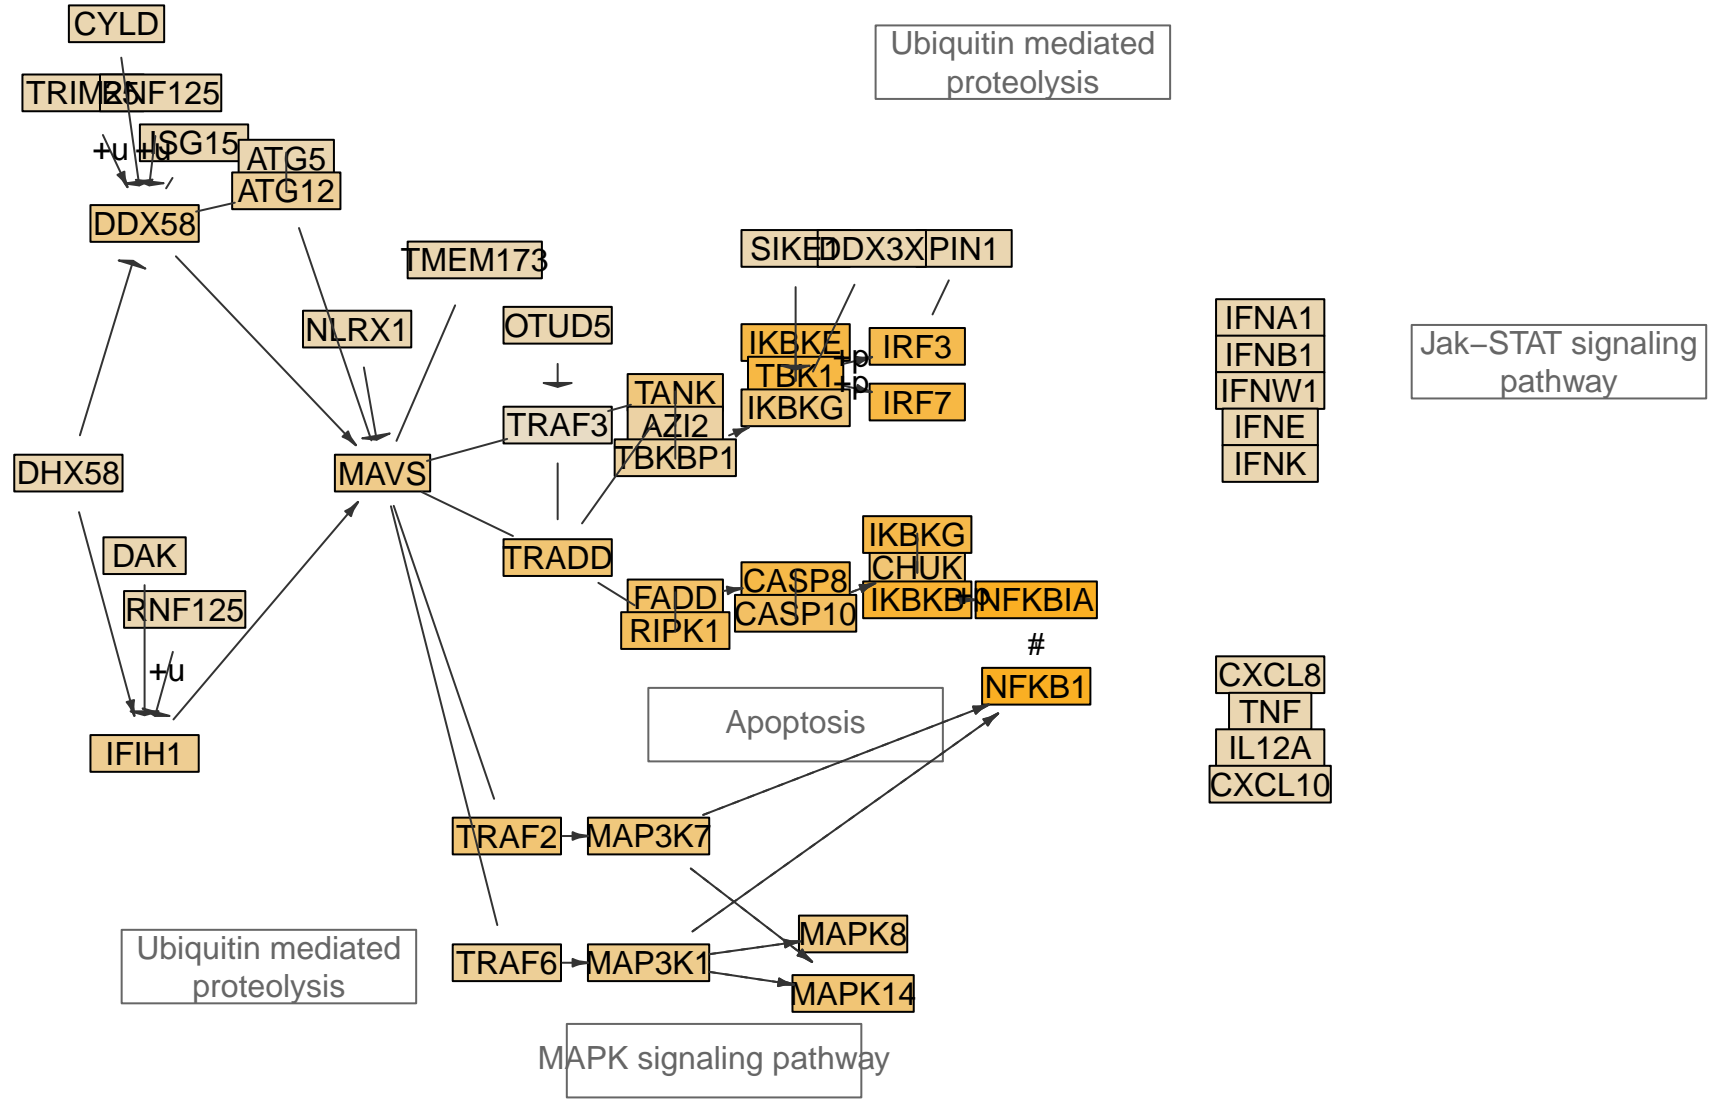 CYLD
Ubiquitin mediated
proteolysis
TRIM25
RNF125
ISG15
+u
+u
ATG5
ATG12
DDX58
TMEM173
SIKE1
DDX3X
PIN1
NLRX1
OTUD5
IKBKE
+p
IRF3
TBK1
+p
IKBKG
IRF7
IFNA1
IFNB1
IFNW1
IFNE
IFNK
Jak−STAT signaling
pathway
TANK
TRAF3
AZI2
TBKBP1
DHX58
MAVS
DAK
TRADD
IKBKG
CHUK
IKBKB
+p
NFKBIA
CASP8
CASP10
FADD
RIPK1
RNF125
+u
#
NFKB1
CXCL8
TNF
IL12A
CXCL10
Apoptosis
IFIH1
TRAF2
MAP3K7
MAPK8
Ubiquitin mediated
proteolysis
TRAF6
MAP3K1
MAPK14
MAPK signaling pathway